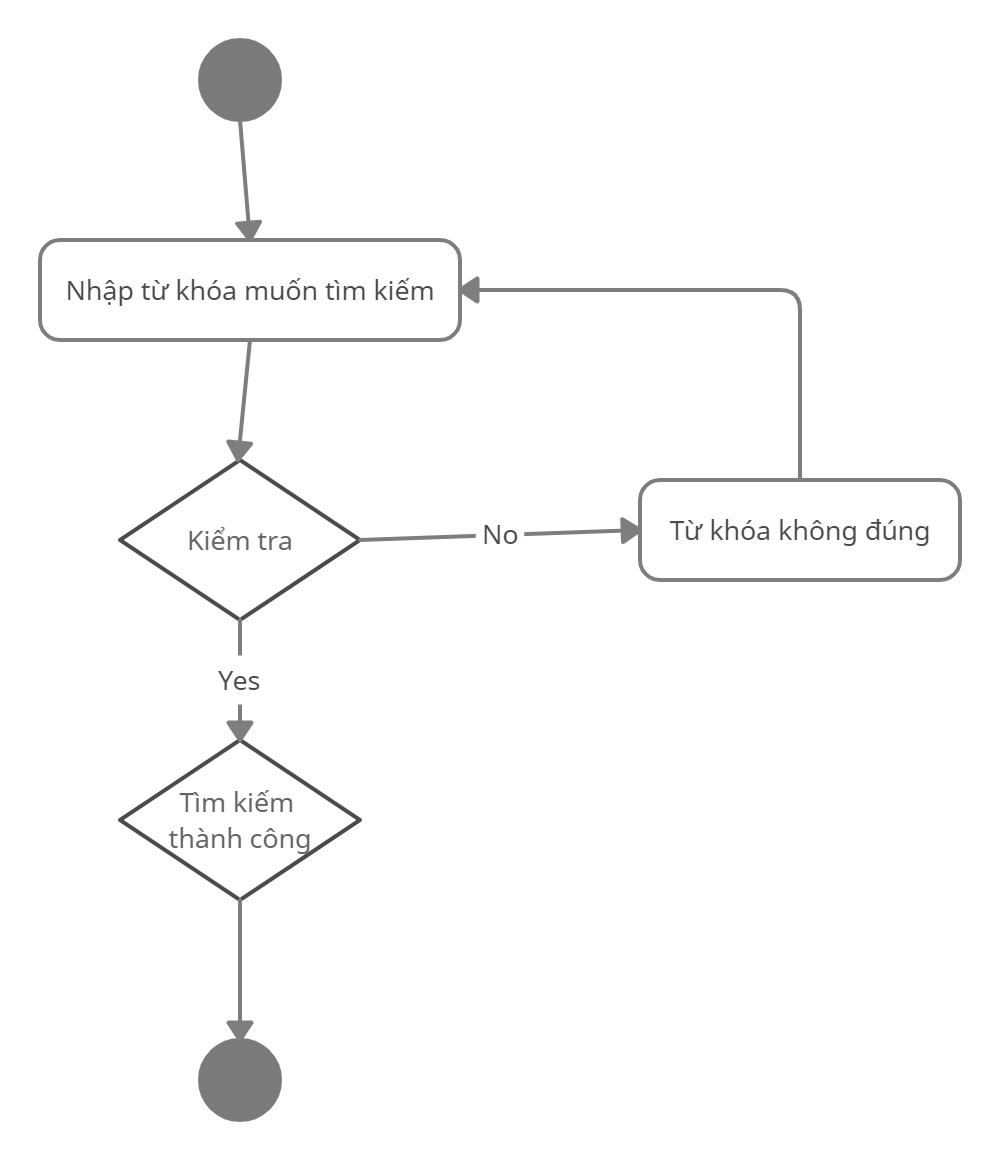 Nhập từ khóa muốn tìm kiếm
Kiểm tra
No
Từ khóa không đúng
Yes
Tìm kiếm
thành công